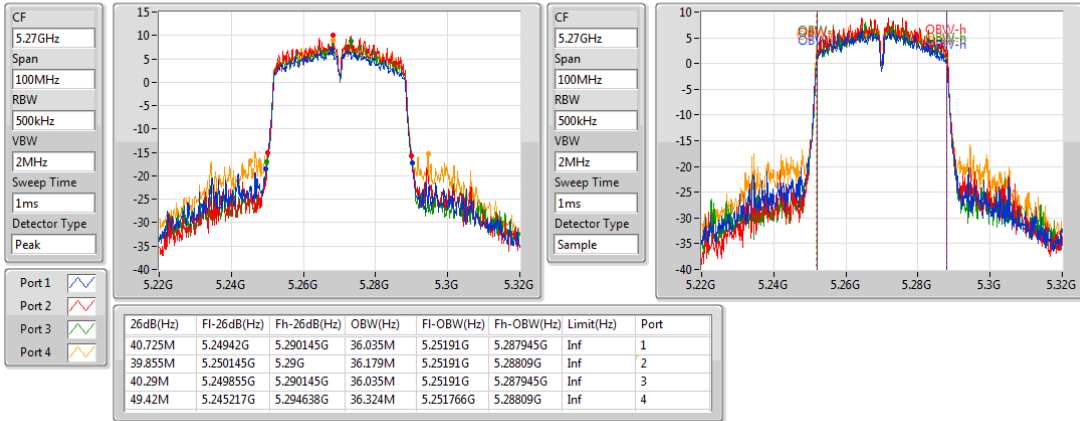 CF
5.27GHz
Span
100MHz
RBW
500kHz
VBW
2MHz
Sweep Time
1ms
Detector Type
Peak
15
10
5
0
-5
-10
-15
-20
-25
-30
-35
-40
5.22G 5.24G 5.26G 5.28G 5.3G 5.32G
CF
5.27GHz
Span
100MHz
RBW
500kHz
VBW
2MHz
Sweep Time
1ms
Detector Type
Sample
10
5
0
-5
-10
-15
-20
-25
-30
-35
-40
OBW-h
OBW-h
OBW-h
5.22G 5.24G 5.26G 5.28G 5.3G 5.32G
Port 1
Port 2
Port 3
Port 4
26dB(Hz) Fl-26dB(Hz) Fh-26dB(Hz) OBW(Hz) Fl-OBW(Hz) Fh-OBW(Hz) Limit(Hz) Port
40.725M 5.24942G 5.290145G 36.035M 5.25191G 5.287945G Inf 1
39.855M 5.250145G 5.29G 36.179M 5.25191G 5.28809G Inf 2
40.29M 5.249855G 5.290145G 36.035M 5.25191G 5.287945G Inf 3
49.42M 5.245217G 5.294638G 36.324M 5.251766G 5.28809G Inf 4